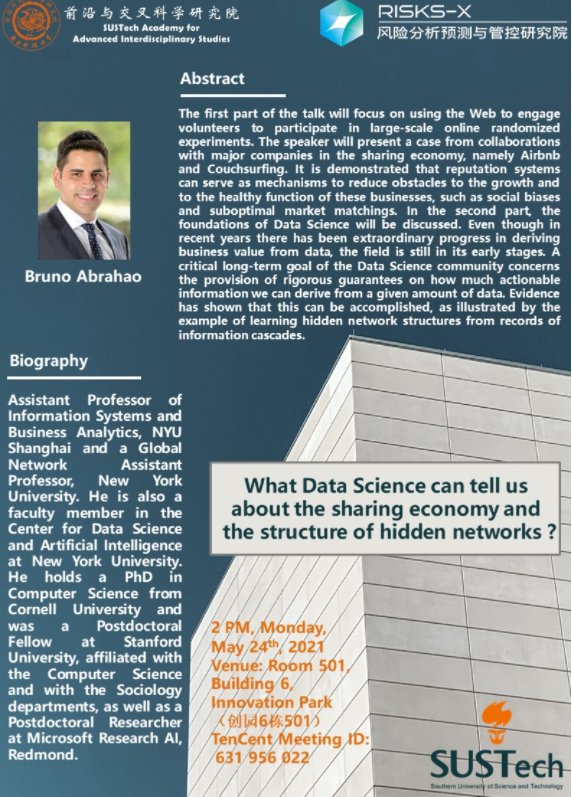 前沿与交叉科学研究院
SUSTech Academy for
Advanced Interdisciplinary Studies
RISKS-X
风险分析预测与管控研究院
Abstract
The first part of the talk will focus on using the Web to engage
volunteers to participate in large-scale online randomized
experiments. The speaker will present a case from collaborations
with major companies in the sharing economy, namely Airbnb
and Couchsurfing. It is demonstrated that reputation systems
can serve as mechanisms to reduce obstacles to the growth and
to the healthy function of these businesses, such as social biases
and suboptimal market matchings. In the second part, the
foundations of Data Science will be discussed. Even though in
recent years there has been extraordinary progress in deriving
business value from data, the field is still in its early stages. A
critical long-term goal of the Data Science community concerns
the provision of rigorous guarantees on how much actionable
information we can derive from a given amount of data. Evidence
has shown that this can be accomplished, as illustrated by the
example of learning hidden network structures from records of
information cascades.
Bruno Abrahao
Biography
Assistant Professor of
Information Systems and
Business Analytics, NYU
Shanghai and a Global
Network Assistant
Professor, New York
University. He is also a
faculty member in the
Center for Data Science
and Artificial Intelligence
at New York University.
He holds a PhD in
Computer Science from
Cornell University and
was a Postdoctoral
Fellow at Stanford
University, affiliated with
the Computer Science
and with the Sociology
departments, as well as a
Postdoctoral Researcher
at Microsoft Research AI,
Redmond.
What Data Science can tell us
about the sharing economy and
the structure of hidden networks ?
2 PM, Monday,
May 24th, 2021
Venue: Room 501,
Building 6,
Innovation Park
（创园6栋501）
TenCent Meeting ID:
631 956 022
SUSTech
Southern University of Science and Technology